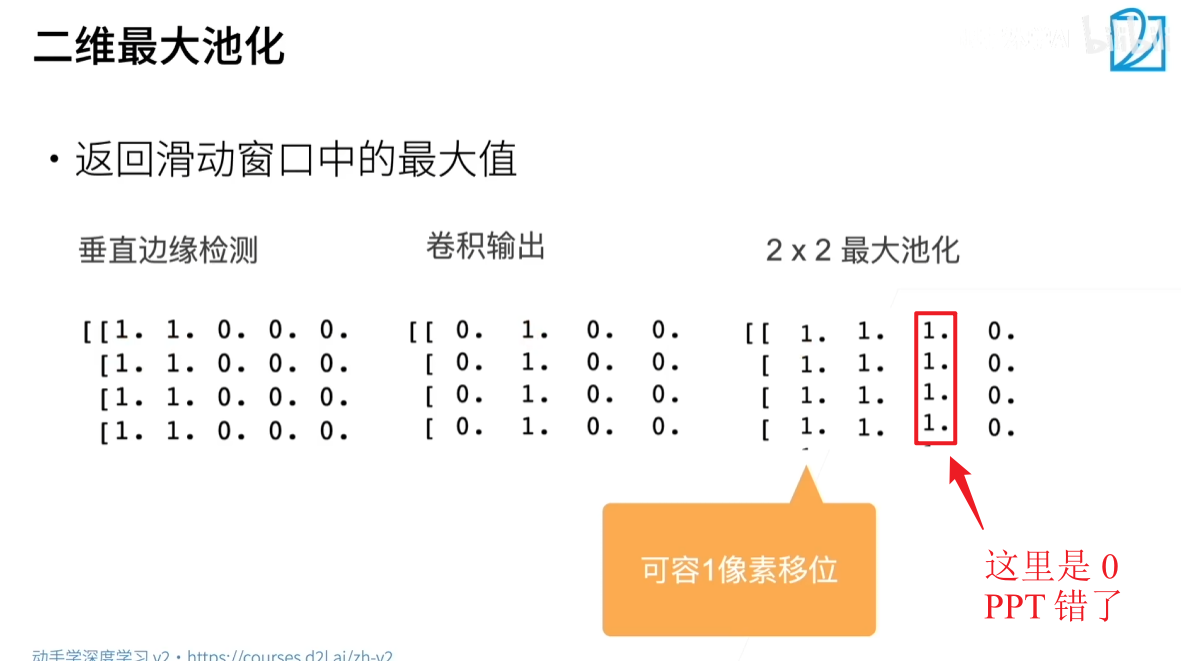 二维最大池化
• 返回滑动窗口中的最大值
垂直边缘检测
[[1. 1. 0. 0. 0.
[1. 1. 0. 0. 0.
[1. 1. 0. 0. 0.
[1. 1. 0. 0. 0.
卷积输出
[[ 0. 1. 0. 0.
[ 0. 1. 0. 0.
[ 0. 1. 0. 0.
[ 0. 1. 0. 0.
2 x 2 最大池化
[[ 1. 1. 1. 0.
[ 1. 1. 1. 0.
[ 1. 1. 1. 0.
[ 1. 1. 1. 0.
可容1像素移位
这里是 0
PPT 错了
动手学深度学习 v2 • https://courses.d2l.ai/zh-v2